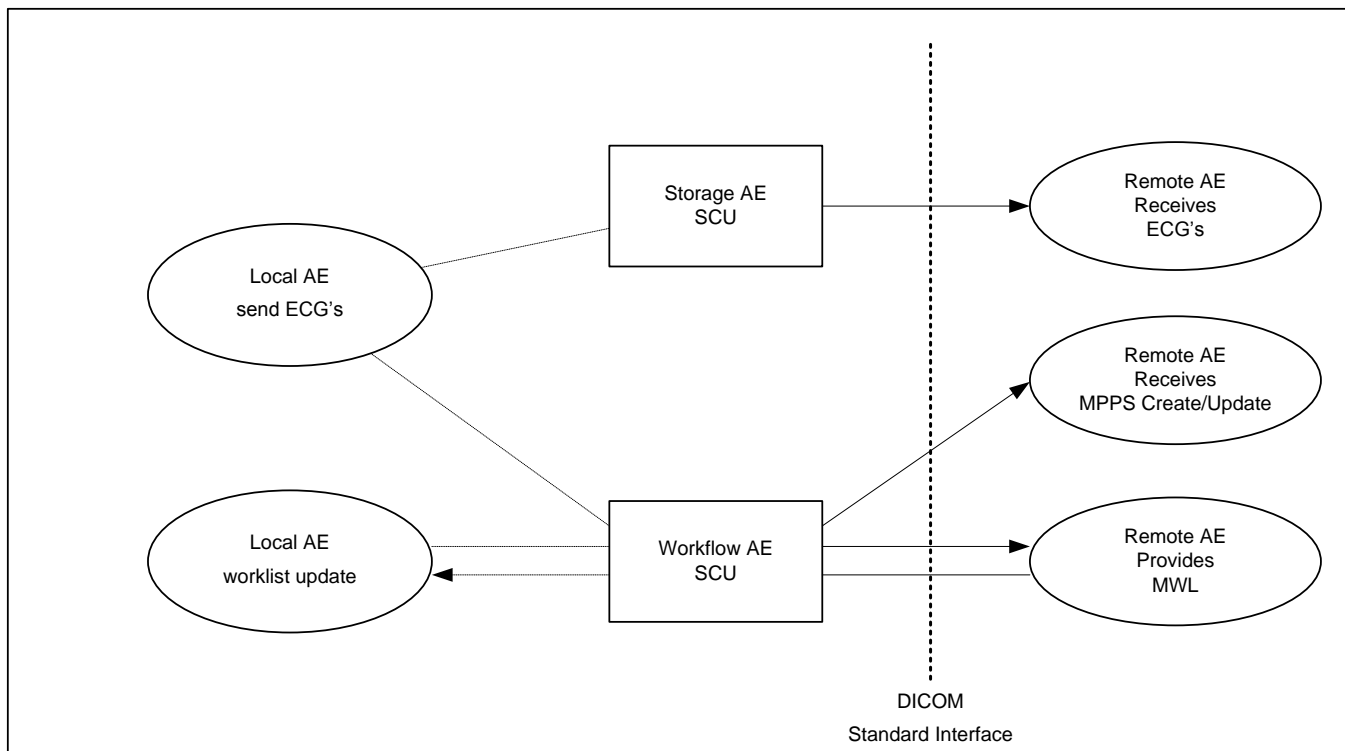 Storage AE
SCU
Remote AE
Receives
ECG's
Local AE
send ECG's
Remote AE
Receives
MPPS Create/Update
Local AE
worklist update
Workflow AE
SCU
Remote AE
Provides
MWL
DICOM
Standard Interface